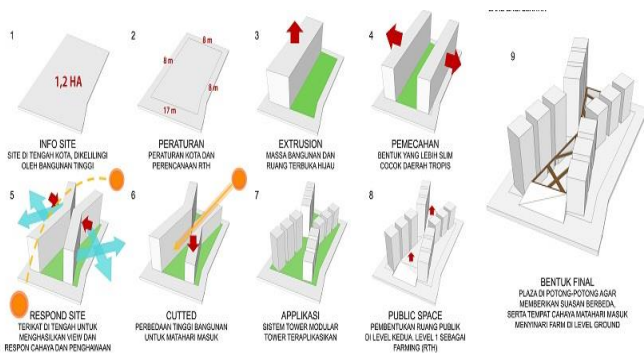 1
1,2 HA
INFO SITE
SITE DI TENGAH KOTA, DIKELILINGI
OLEH BANGUNAN TINGGI
2
8 m
8 m
8 m
17 m
PERATURAN
PERATURAN KOTA DAN
PERENCANAAN RTH
3
EXTRUSION
MASSA BANGUNAN DAN
RUANG TERBUKA HIJAU
4
PEMECAHAN
BENTUK YANG LEBIH SLIM
COCOK DAERAH TROPIS
5
RESPOND SITE
TERIKAT DI TENGAH UNTUK
MENGHASILKAN VIEW DAN
RESPON CAHAYA DAN PENGHAWAAN
6
CUTTED
PERBEDAAN TINGGI BANGUNAN
UNTUK MATAHARI MASUK
7
APPLIKASI
SISTEM TOWER MODULAR
TOWER TERAPLIKASIKAN
8
PUBLIC SPACE
PEMBENTUKAN RUANG PUBLIK
DI LEVEL KEDUA, LEVEL 1 SEBAGAI
FARMING (RTH)
9
BENTUK FINAL
PLAZA DI POTONG-POTONG AGAR
MEMBERIKAN SUASAN BERBEDA,
SERTA TEMPAT CAHAYA MATAHARI MASUK
MENYINARI FARM DI LEVEL GROUND